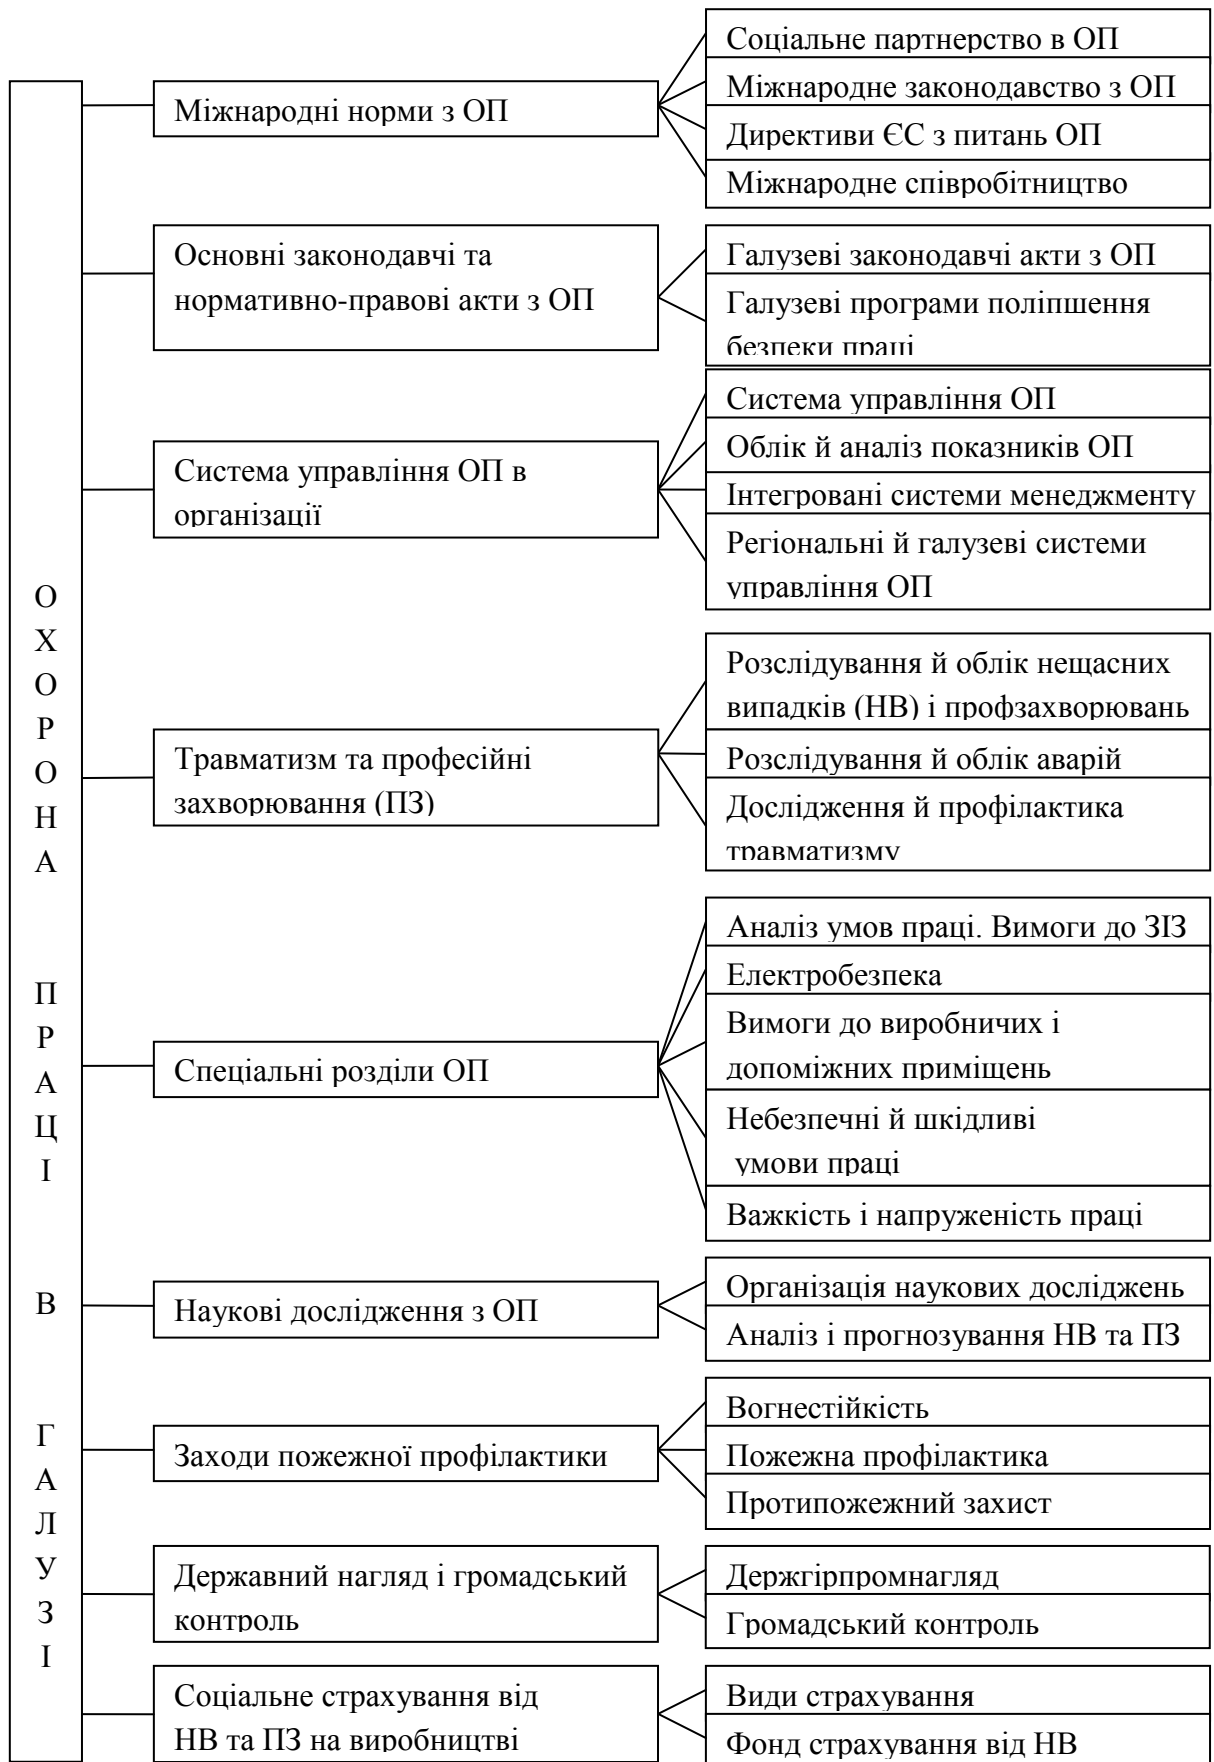 ОХОРОНА ПРАЦІ В ГАЛУЗІ
Міжнародні норми з ОП
Соціальне партнерство в ОП
Міжнародне законодавство з ОП
Директиви ЄС з питань ОП
Міжнародне співробітництво
Основні законодавчі та
нормативно-правові акти з ОП
Галузеві законодавчі акти з ОП
Галузеві програми поліпшення
безпеки праці
Система управління ОП в
організації
Система управління ОП
Облік й аналіз показників ОП
Інтегровані системи менеджменту
Регіональні й галузеві системи
управління ОП
Травматизм та професійні
захворювання (ПЗ)
Розслідування й облік нещасних
випадків (НВ) і профзахворювань
Розслідування й облік аварій
Дослідження й профілактика
травматизму
Спеціальні розділи ОП
Аналіз умов праці. Вимоги до ЗІЗ
Електробезпека
Вимоги до виробничих і
допоміжних приміщень
Небезпечні й шкідливі
умови праці
Важкість і напруженість праці
Наукові дослідження з ОП
Організація наукових досліджень
Аналіз і прогнозування НВ та ПЗ
Заходи пожежної профілактики
Вогнестійкість
Пожежна профілактика
Протипожежний захист
Державний нагляд і громадський
контроль
Держгірпромнагляд
Громадський контроль
Соціальне страхування від
НВ та ПЗ на виробництві
Види страхування
Фонд страхування від НВ